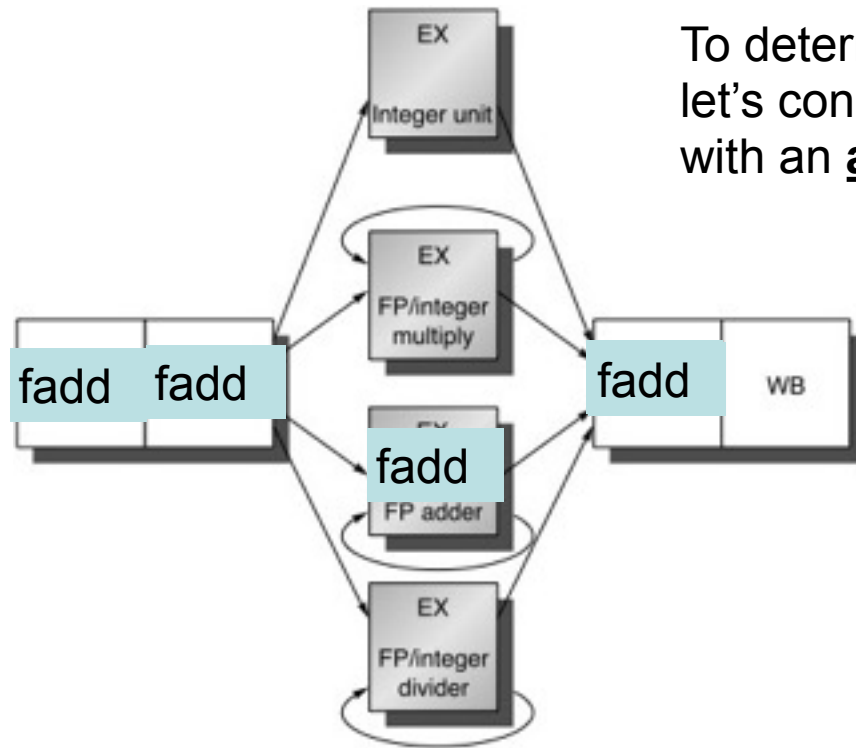 To deter
let’s con
with an a
EX
Integer unit
EX
FP/integer
multiply
fadd fadd
fadd
WB
fadd
FP adder
EX
FP/integer
divider